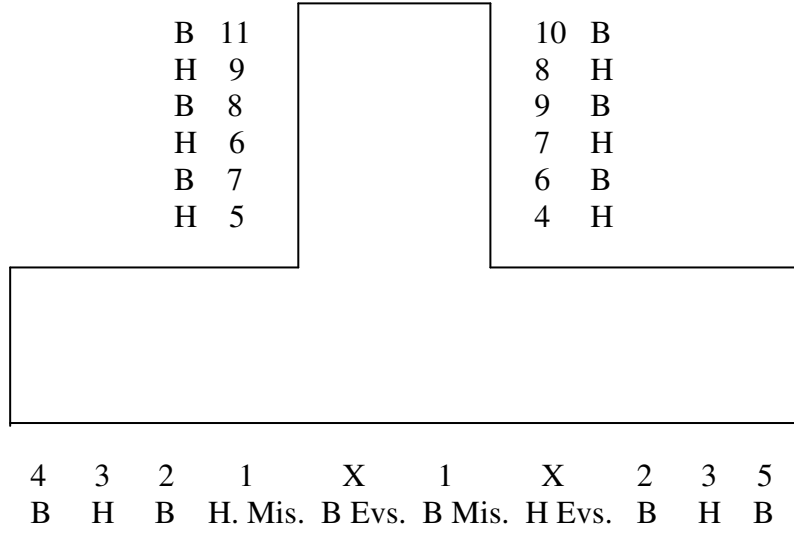 B 11 10 B
H 9 8 H
B 8 9 B
H 6 7 H
B 7 6 B
H 5 4 H
4 3 2 1 X 1 X 2 3 5
B H B H. Mis. B Evs. B Mis. H Evs. B H B